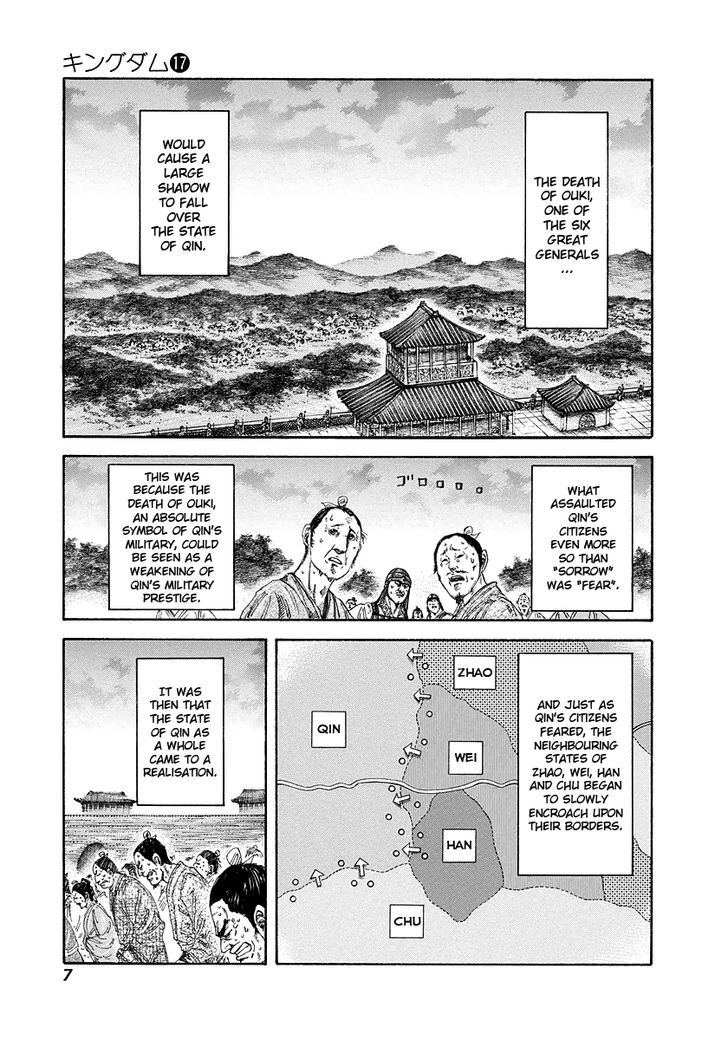 キングダム⓱
THE DEATH
OF OUKI,
ONE OF
THE SIX
GREAT
GENERALS
...
WOULD
CAUSE A
LARGE
SHADOW
TO FALL
OVER
THE STATE
OF QIN.
WHAT
ASSAULTED
QIN'S
CITIZENS
EVEN MORE
SO THAN
"SORROW"
WAS "FEAR".
ゴロロロロ
THIS WAS
BECAUSE THE
DEATH OF OUKI,
AN ABSOLUTE
SYMBOL OF QIN'S
MILITARY, COULD
BE SEEN AS A
WEAKENING OF
QIN'S MILITARY
PRESTIGE.
AND JUST AS
QIN'S CITIZENS
FEARED, THE
NEIGHBOURING
STATES OF
ZHAO, WEI, HAN
AND CHU BEGAN
TO SLOWLY
ENCROACH UPON
THEIR BORDERS.
ZHAO
QIN
WEI
HAN
CHU
IT WAS
THEN THAT
THE STATE
OF QIN AS
A WHOLE
CAME TO A
REALISATION.
7